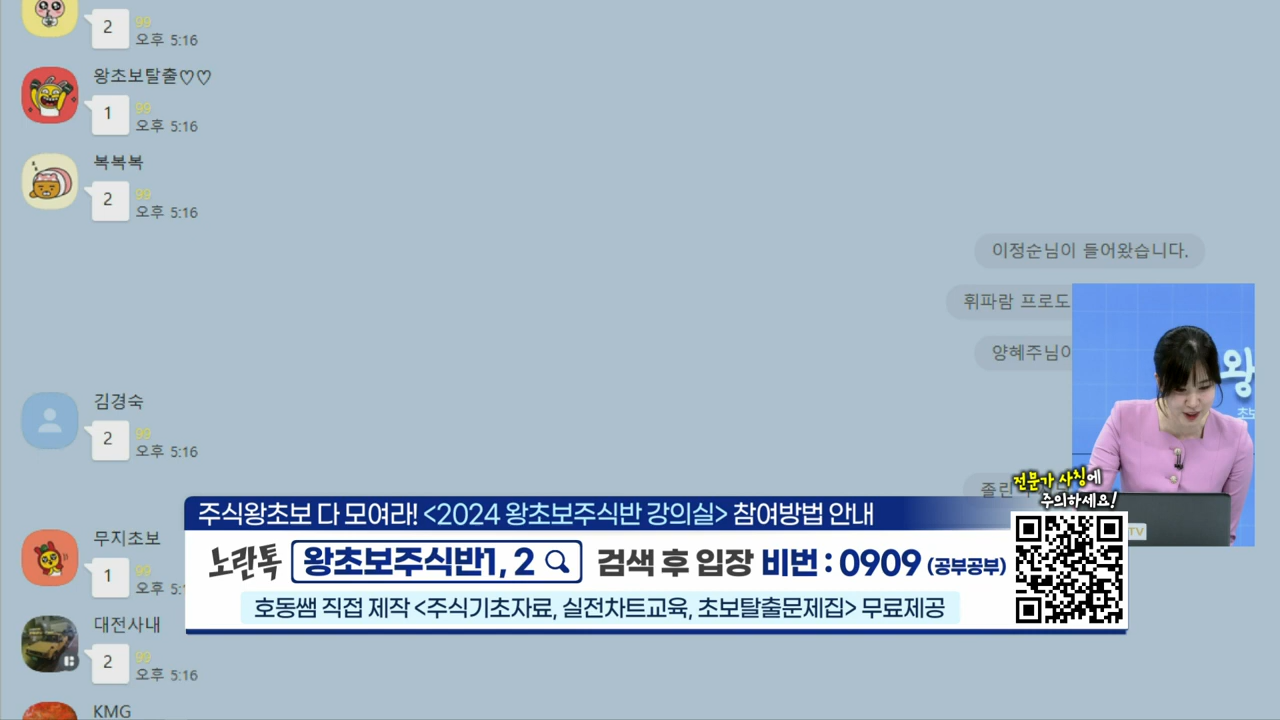 2
99
오후 5:16
왕초보탈출♡♡
1
99
오후 5:16
복복복
2
99
오후 5:16
이정순님이 들어왔습니다.
휘파람 프로도
양혜주님이
김경숙
2
99
오후 5:16
졸린
왕
초보
전문가 사칭에
주의하세요!
TV
주식왕초보 다 모여라! <2024 왕초보주식반 강의실> 참여방법 안내
노란톡 왕초보주식반1, 2 검색 후 입장 비번 : 0909 (공부공부)
호동쌤 직접 제작 <주식기초자료, 실전차트교육, 초보탈출문제집> 무료제공
무지초보
1
99
오후 5:1
대전사내
2
99
오후 5:16
KMG